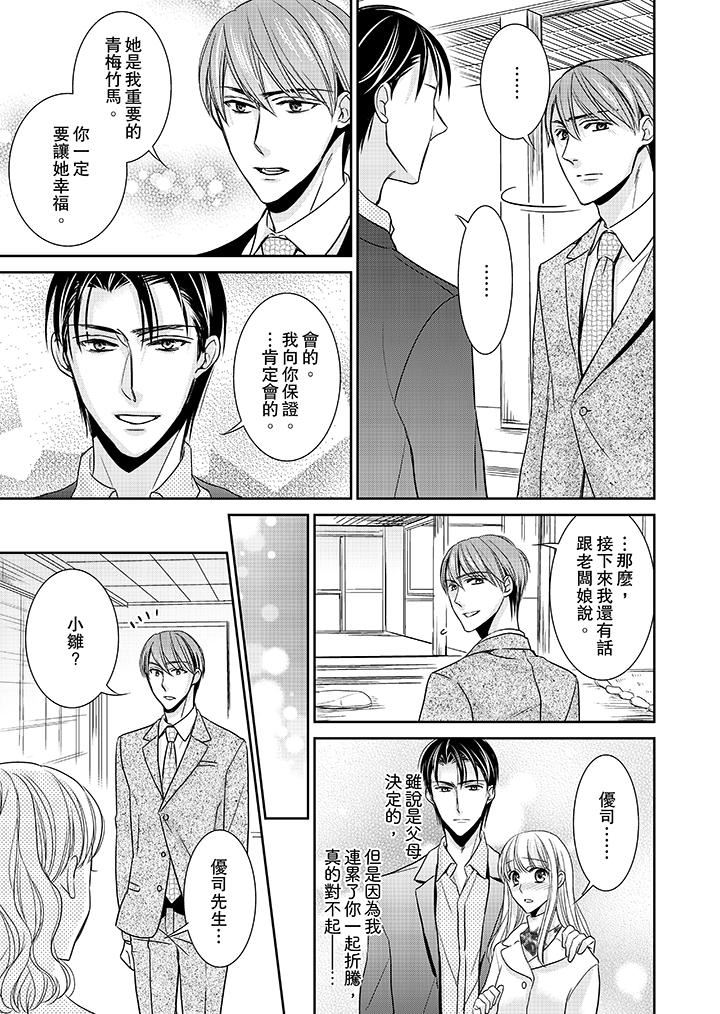 ……
……
她是我重要的
青梅竹馬。
你一定
要讓她幸福。
會的。
我向你保證。
…肯定會的。
…那麼，
接下來我還有話
跟老闆娘說。
優司……
雖說是父母
決定的，
但是因為我
連累了你一起折騰，
真的對不起——…
小雛？
優司先生…